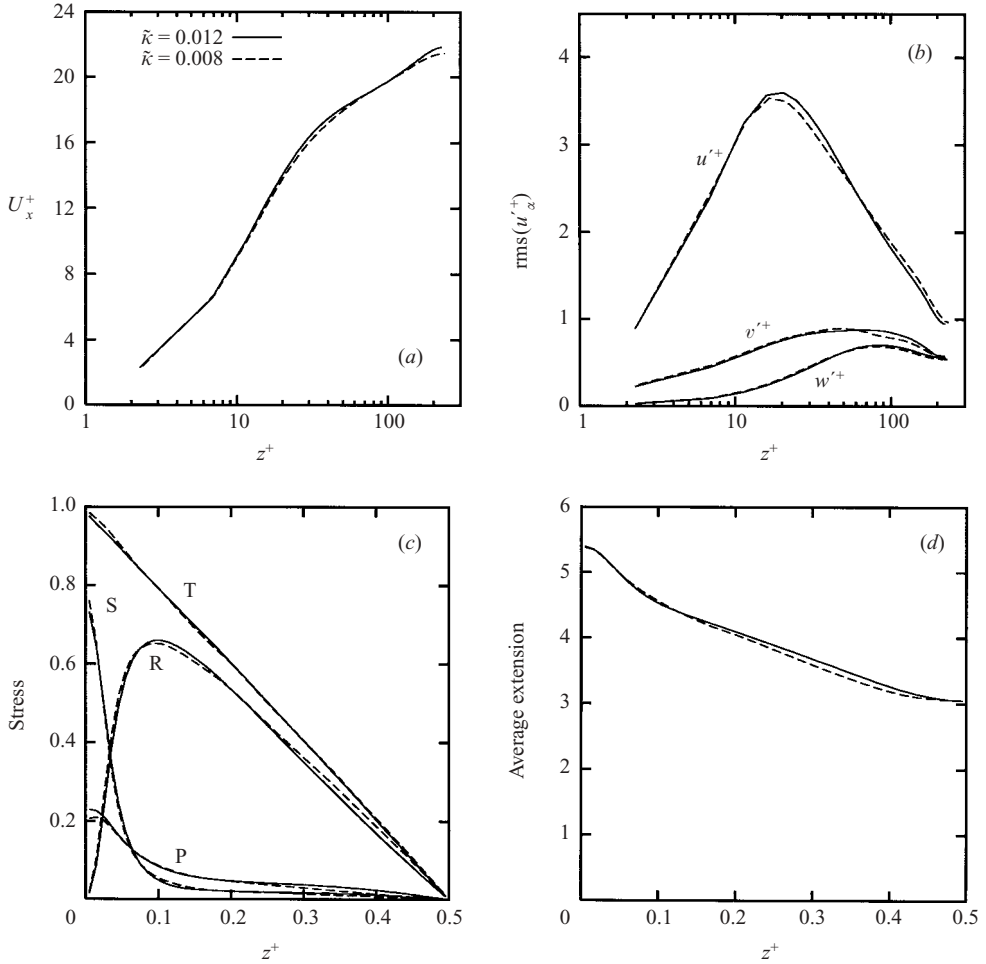 24
20
16
12
8
4
0
U_x^+
κ̃ = 0.012
κ̃ = 0.008
(a)
1
10
100
z^+
4
3
2
1
0
rms(u′_α^+)
(b)
u′^+
v′^+
w′^+
1
10
100
z^+
1.0
0.8
0.6
0.4
0.2
0
Stress
(c)
T
S
R
P
0.1
0.2
0.3
0.4
0.5
z^+
6
5
4
3
2
1
0
Average extension
(d)
0.1
0.2
0.3
0.4
0.5
z^+